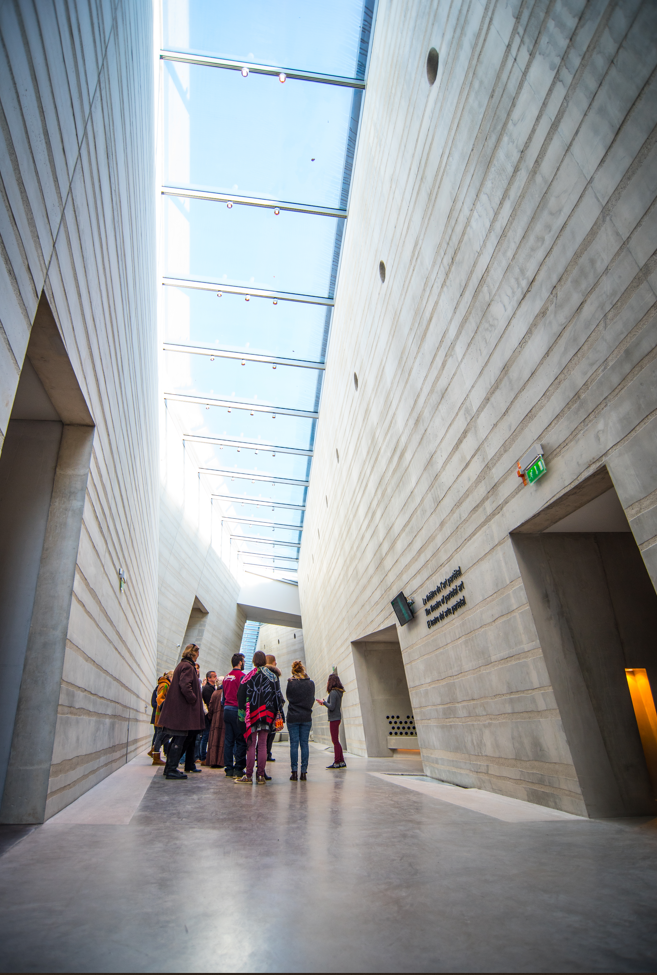 Le théâtre de l'art pariétal
The theatre of parietal art
El teatro del arte parietal